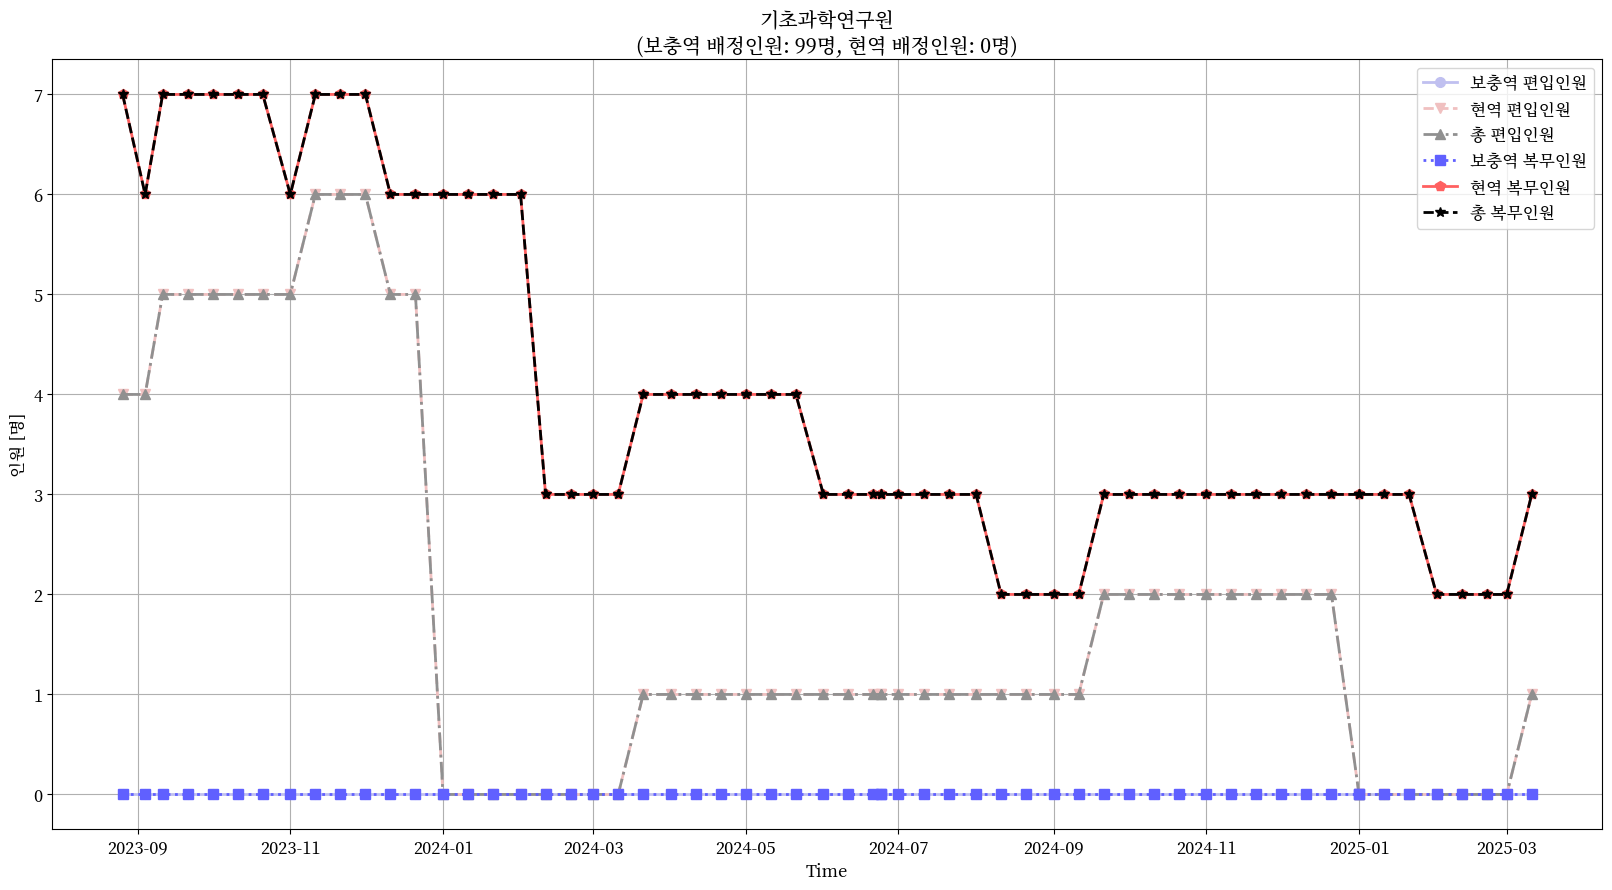 기초과학연구원
(보충역 배정인원: 99명, 현역 배정인원: 0명)
보충역 편입인원
현역 편입인원
총 편입인원
보충역 복무인원
현역 복무인원
총 복무인원
인원 [명]
7
6
5
4
3
2
1
0
2023-09 2023-11 2024-01 2024-03 2024-05 2024-07 2024-09 2024-11 2025-01 2025-03
Time